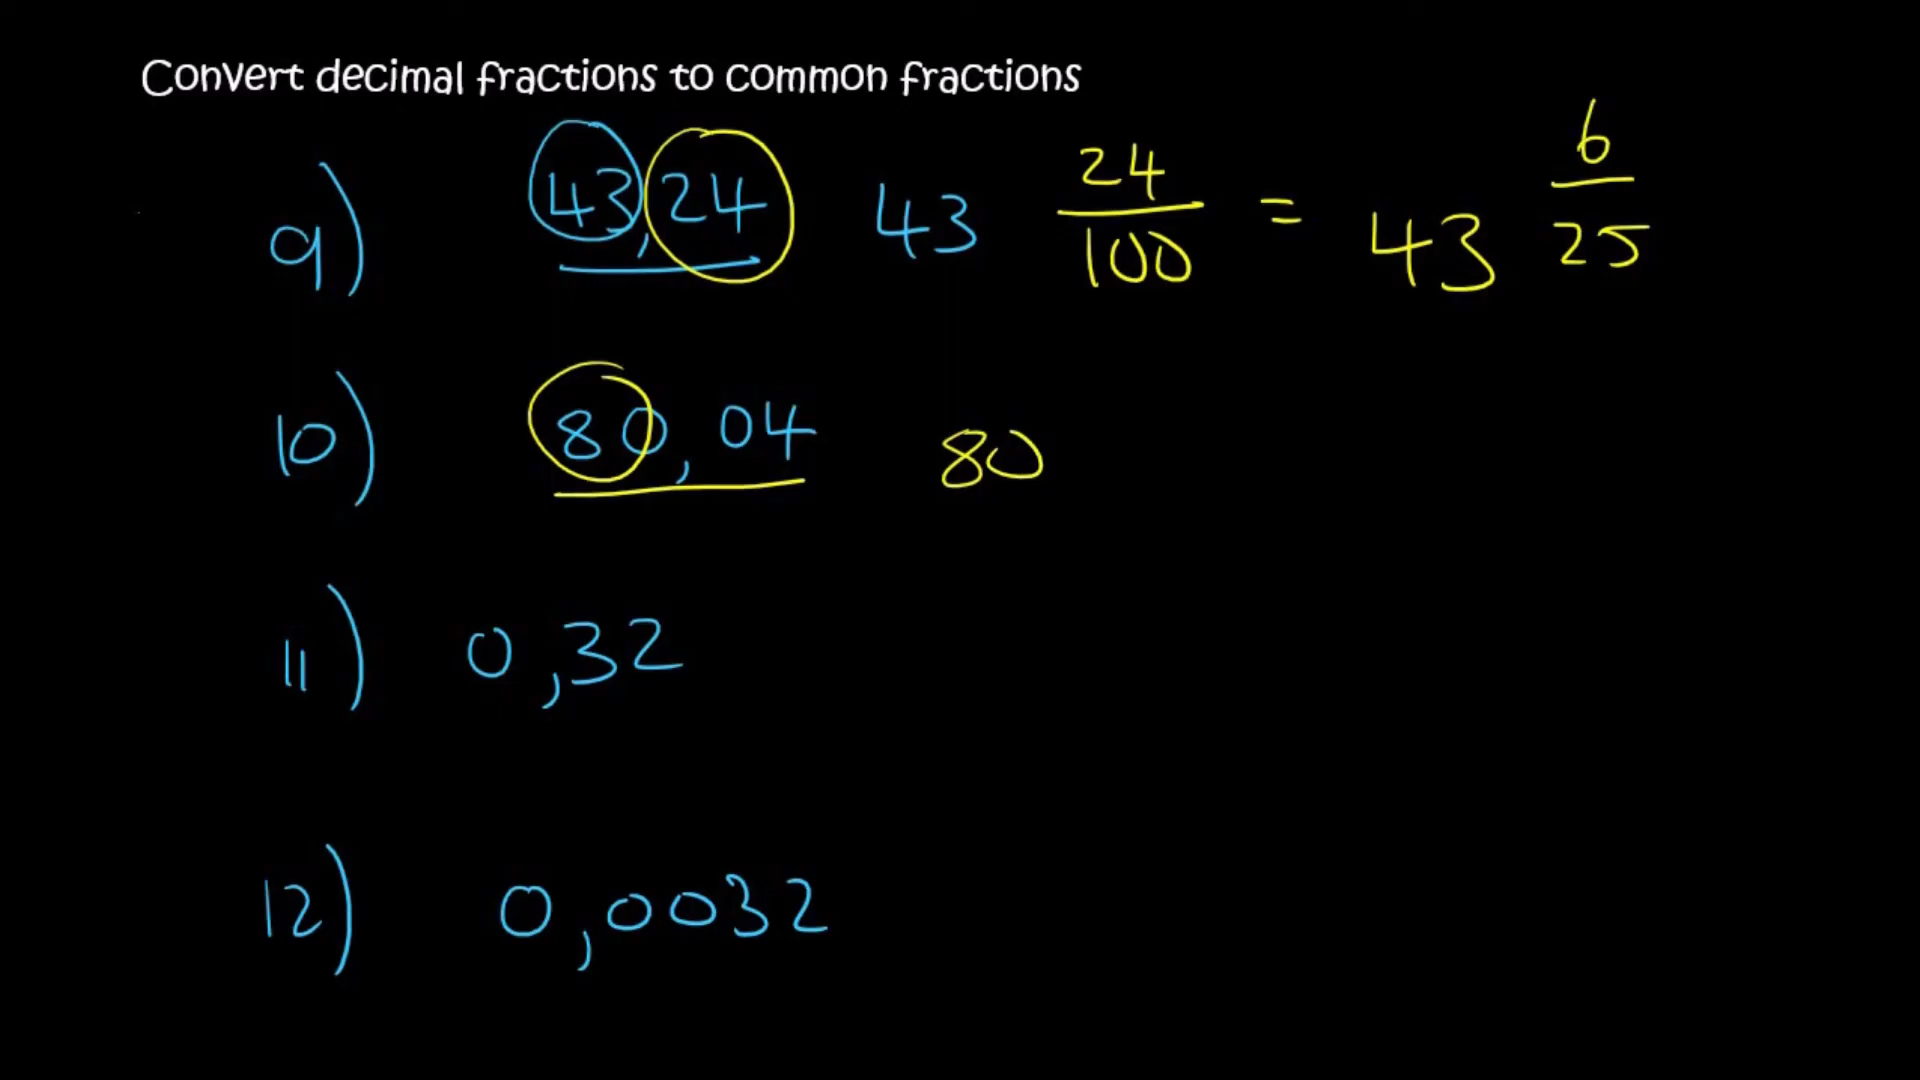 Convert decimal fractions to common fractions
9) 43,24 43 24/100 = 43 6/25
10) 80,04 80
11) 0,32
12) 0,0032